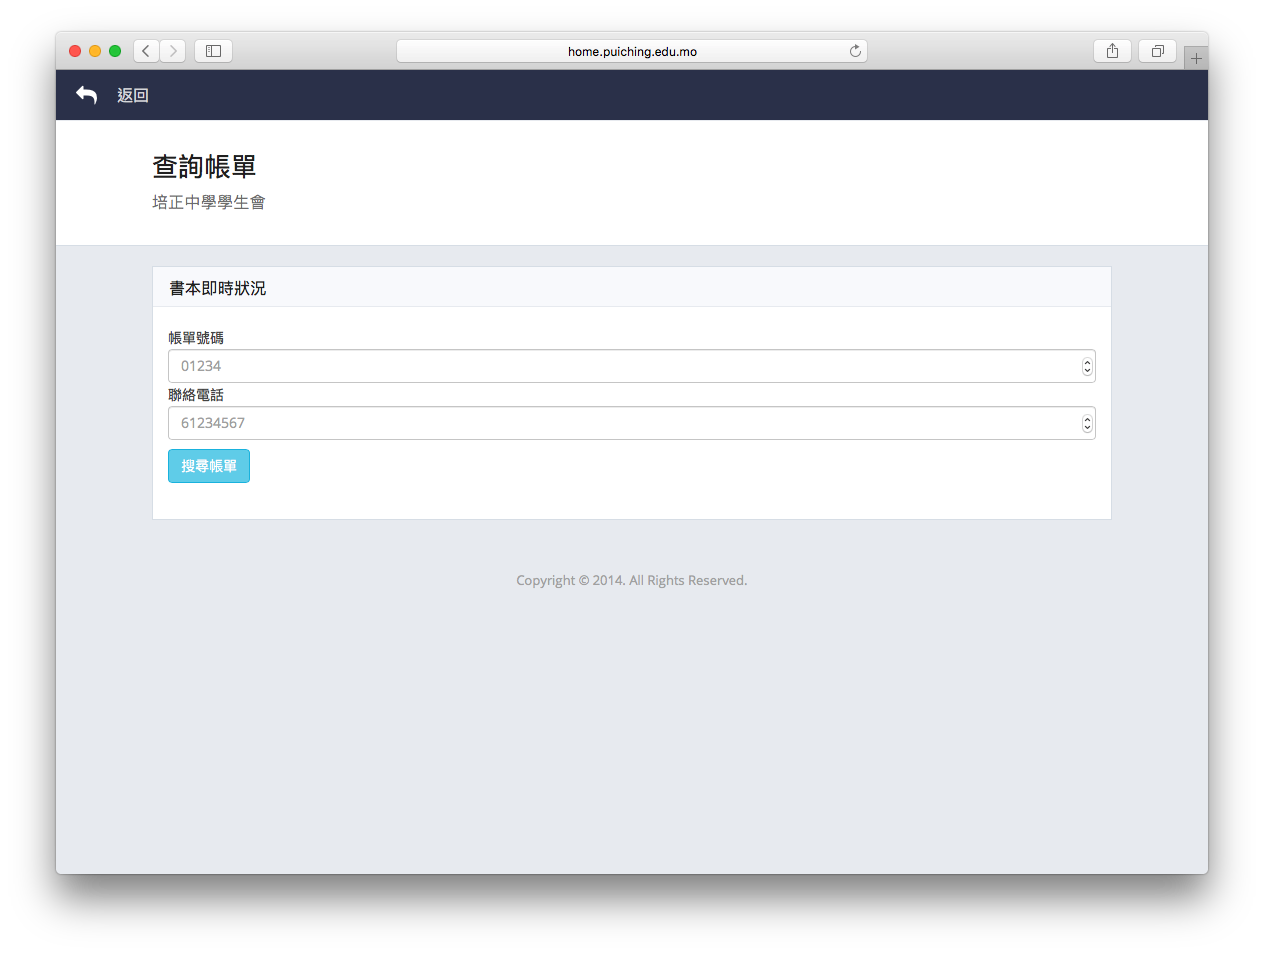 home.puiching.edu.mo
返回
查詢帳單
培正中學學生會
書本即時狀況
帳單號碼
01234
聯絡電話
61234567
搜尋帳單
Copyright © 2014. All Rights Reserved.